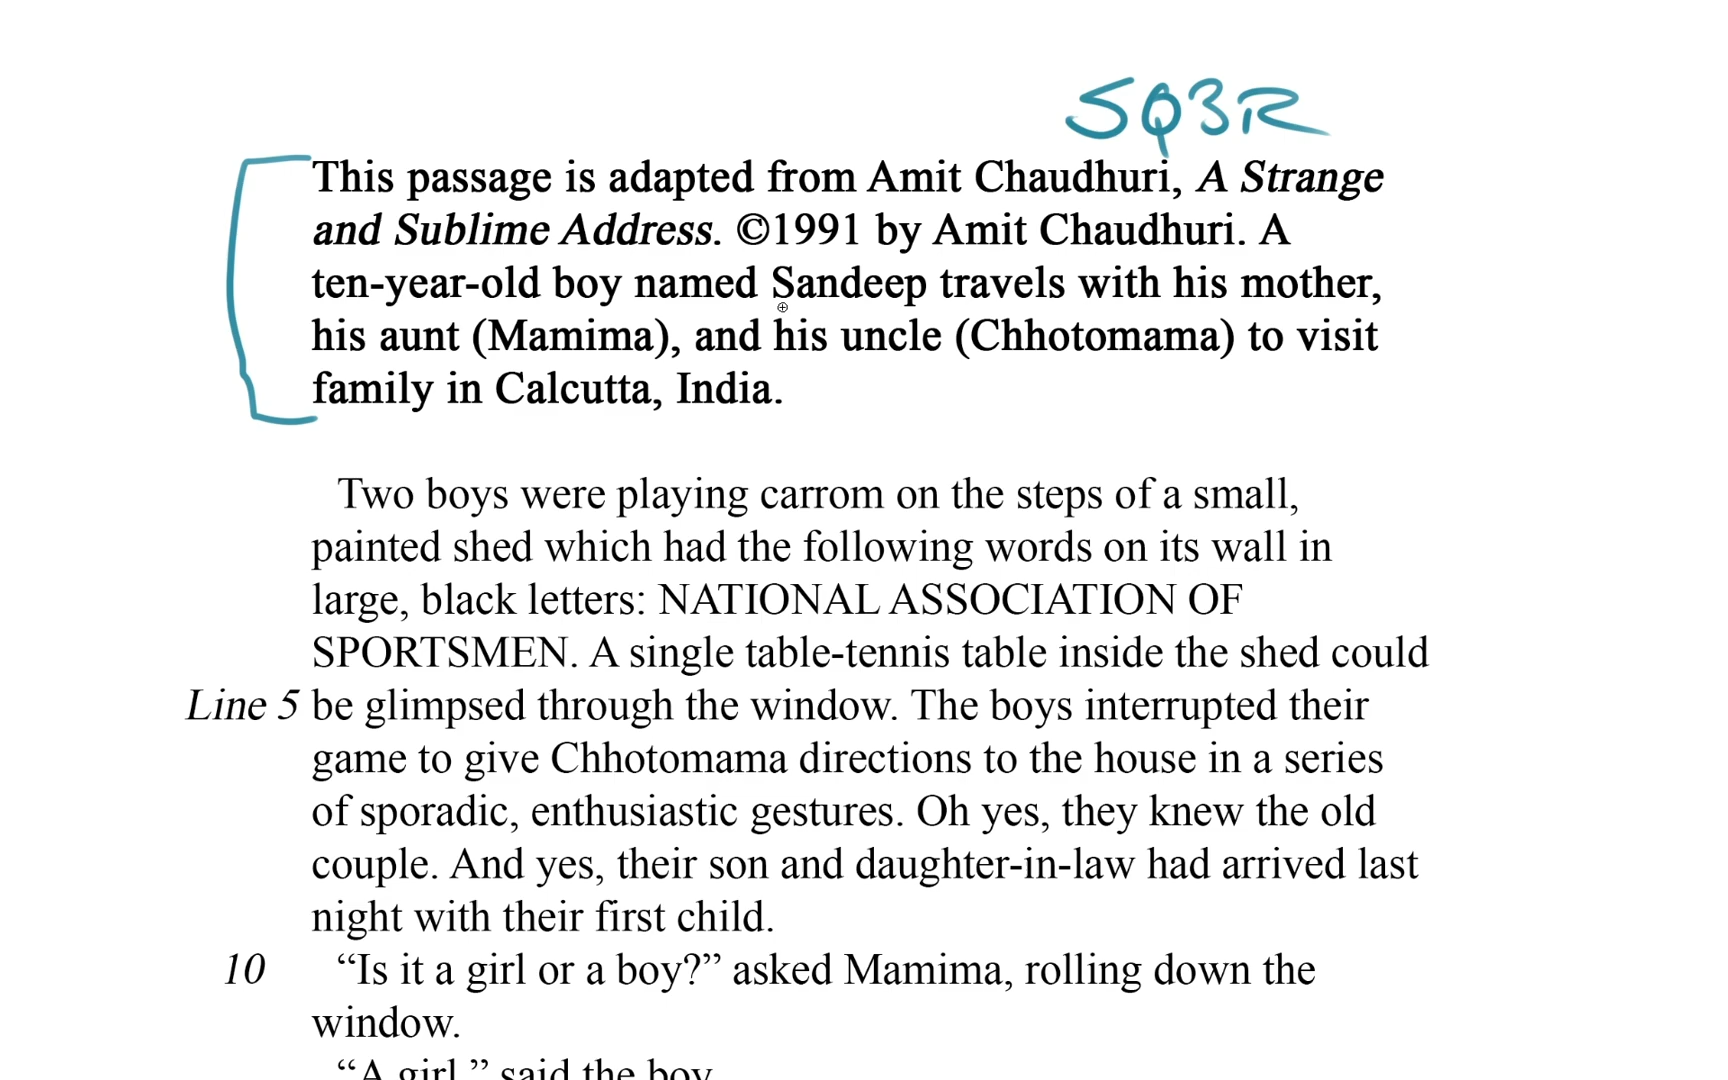 SQ3R
This passage is adapted from Amit Chaudhuri, A Strange
and Sublime Address. ©1991 by Amit Chaudhuri. A
ten-year-old boy named Sandeep travels with his mother,
his aunt (Mamima), and his uncle (Chhotomama) to visit
family in Calcutta, India.
Two boys were playing carrom on the steps of a small,
painted shed which had the following words on its wall in
large, black letters: NATIONAL ASSOCIATION OF
SPORTSMEN. A single table-tennis table inside the shed could
Line 5 be glimpsed through the window. The boys interrupted their
game to give Chhotomama directions to the house in a series
of sporadic, enthusiastic gestures. Oh yes, they knew the old
couple. And yes, their son and daughter-in-law had arrived last
night with their first child.
10 “Is it a girl or a boy?” asked Mamima, rolling down the
window.
“A girl,” said the boy.